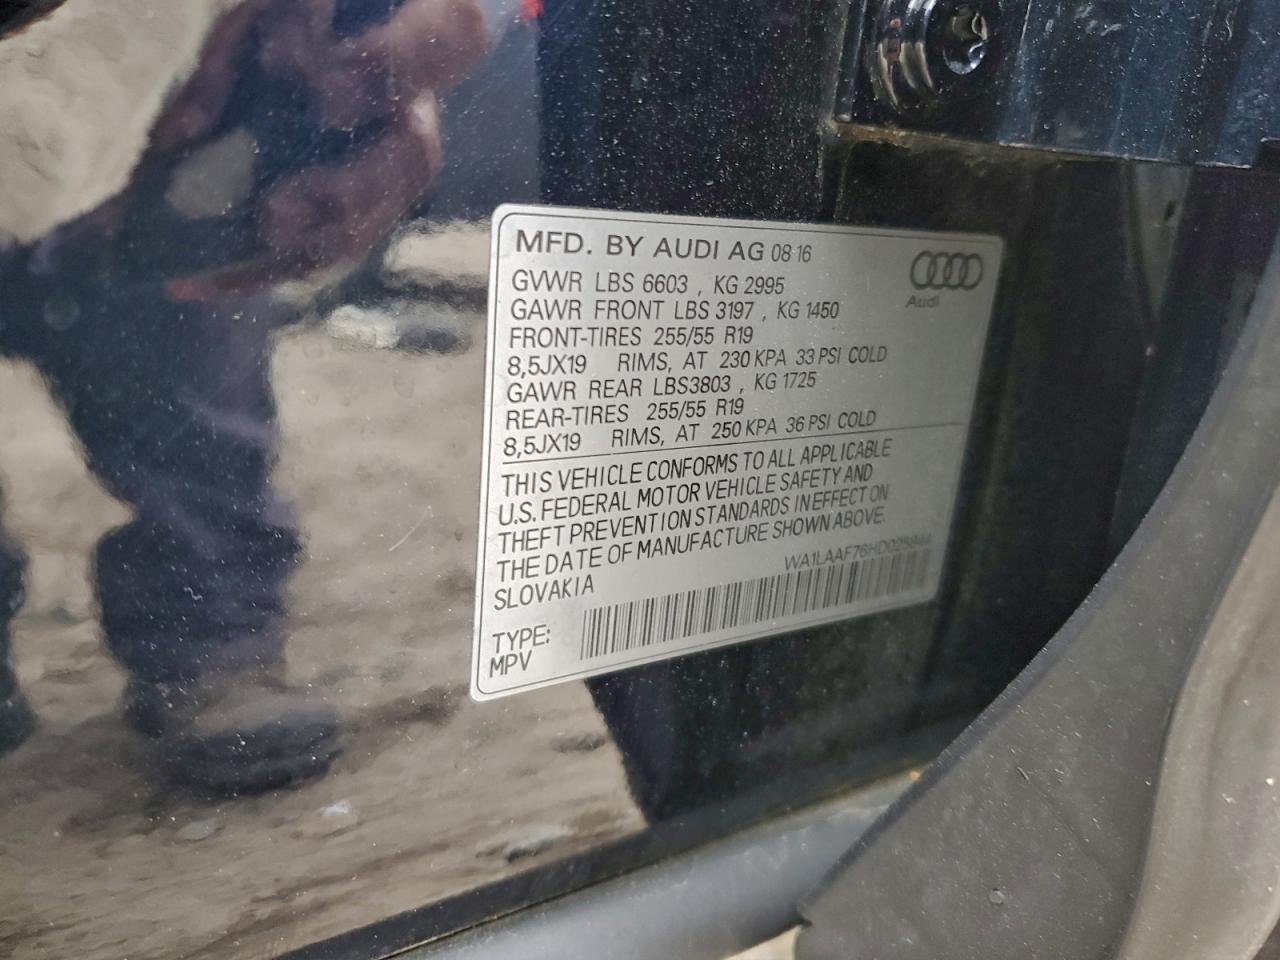 MFD. BY AUDI AG 08 16
Audi
GVWR LBS 6603 , KG 2995
GAWR FRONT LBS 3197 , KG 1450
FRONT-TIRES 255/55 R19
8,5JX19 RIMS, AT 230 KPA 33 PSI COLD
GAWR REAR LBS3803 , KG 1725
REAR-TIRES 255/55 R19
8,5JX19 RIMS, AT 250 KPA 36 PSI COLD
THIS VEHICLE CONFORMS TO ALL APPLICABLE
U.S. FEDERAL MOTOR VEHICLE SAFETY AND
THEFT PREVENTION STANDARDS IN EFFECT ON
THE DATE OF MANUFACTURE SHOWN ABOVE.
SLOVAKIA
TYPE:
MPV